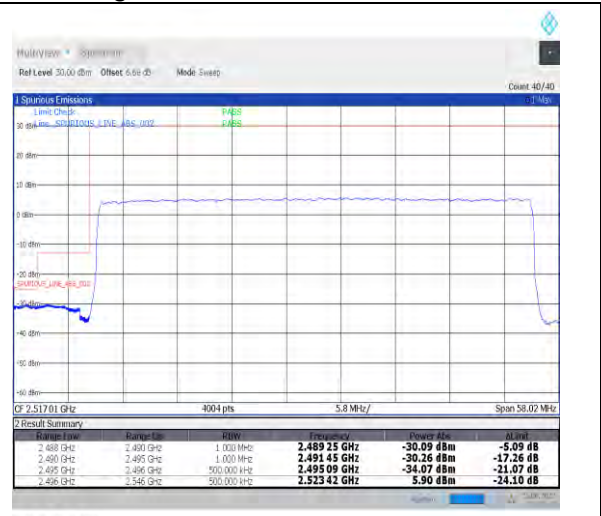 MultiView Spectrum
Ref Level 30.00 dBm Offset 6.68 dB Mode Sweep
Count 40/40
1 Spurious Emissions
Limit Check PASS
30 dBm Line _SPURIOUS_LINE_ABS_002 PASS
20 dBm
10 dBm
0 dBm
-10 dBm
-20 dBm
-40 dBm
-50 dBm
-60 dBm
CF 2.51701 GHz 4004 pts 5.8 MHz/ Span 58.02 MHz
2 Result Summary
Range Low Range Up RBW Frequency Power Abs ΔLimit
2.488 GHz 2.490 GHz 1.000 MHz 2.489 25 GHz -30.09 dBm -5.09 dB
2.490 GHz 2.495 GHz 1.000 MHz 2.491 45 GHz -30.26 dBm -17.26 dB
2.495 GHz 2.496 GHz 500.000 kHz 2.495 09 GHz -34.07 dBm -21.07 dB
2.496 GHz 2.546 GHz 500.000 kHz 2.523 42 GHz 5.90 dBm -24.10 dB